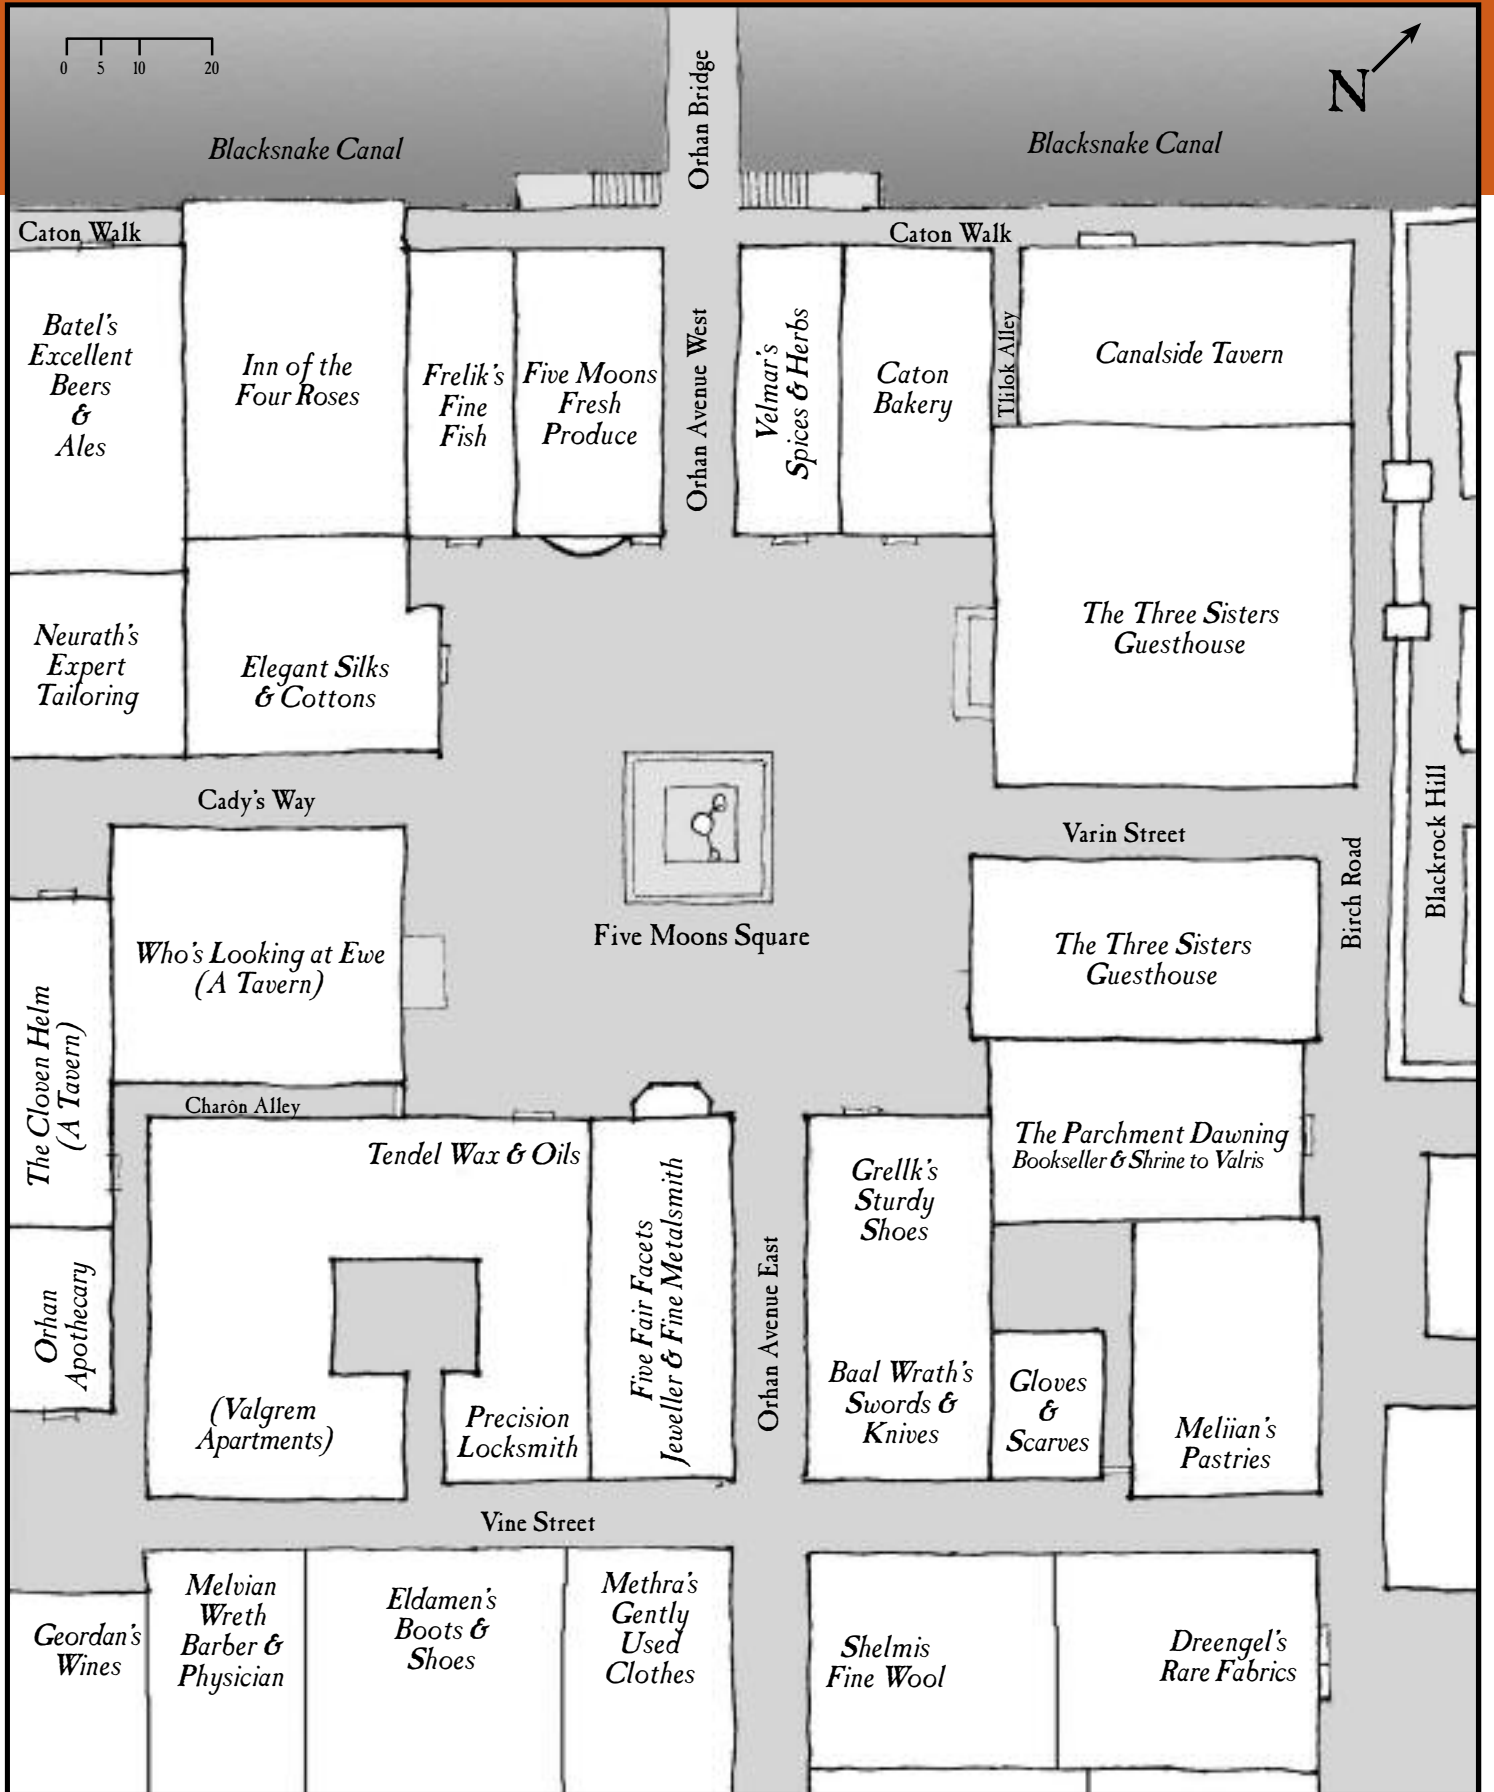 0 5 10 20
N
Orhan Bridge
Blacksnake Canal
Blacksnake Canal
Caton Walk
Caton Walk
Batel's
Excellent
Beers
&
Ales
Inn of the
Four Roses
Frelik's
Fine
Fish
Five Moons
Fresh
Produce
Orhan Avenue West
Velmar's
Spices & Herbs
Caton
Bakery
Tlilok Alley
Canalside Tavern
Neurath's
Expert
Tailoring
Elegant Silks
& Cottons
The Three Sisters
Guesthouse
Cady's Way
Varin Street
Birch Road
Blackrock Hill
Who's Looking at Ewe
(A Tavern)
Five Moons Square
The Three Sisters
Guesthouse
The Cloven Helm
(A Tavern)
Charôn Alley
Tendel Wax & Oils
Five Fair Facets
Jeweller & Fine Metalsmith
Orhan Avenue East
Grellk's
Sturdy
Shoes
The Parchment Dawning
Bookseller & Shrine to Valris
Orhan
Apothecary
(Valgrem
Apartments)
Precision
Locksmith
Baal Wrath's
Swords &
Knives
Gloves
&
Scarves
Meliian's
Pastries
Vine Street
Geordan's
Wines
Melvian
Wreth
Barber &
Physician
Eldamen's
Boots &
Shoes
Methra's
Gently
Used
Clothes
Shelmis
Fine Wool
Dreengel's
Rare Fabrics